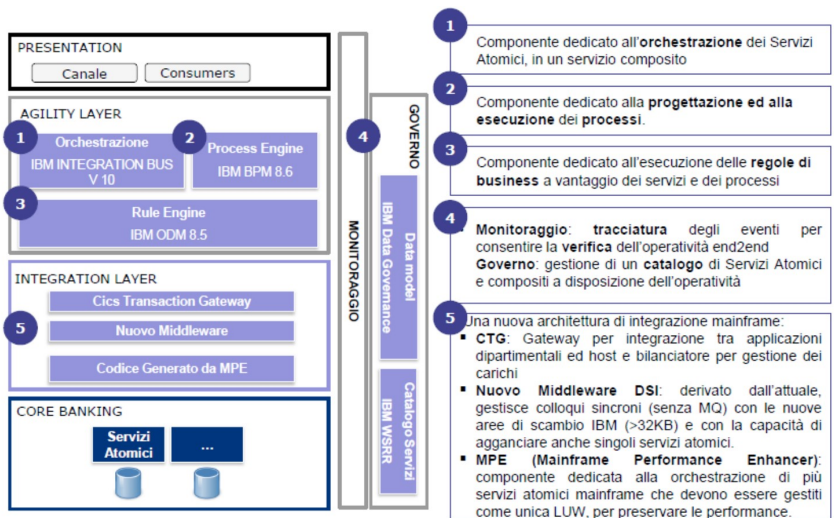 PRESENTATION
Canale
Consumers
AGILITY LAYER
1
Orchestrazione
IBM INTEGRATION BUS
V 10
2
Process Engine
IBM BPM 8.6
3
Rule Engine
IBM ODM 8.5
INTEGRATION LAYER
Cics Transaction Gateway
5
Nuovo Middleware
Codice Generato da MPE
CORE BANKING
Servizi
Atomici
...
MONITORAGGIO
4
GOVERNO
Data model
IBM Data Governance
Catalogo Servizi
IBM WSRR
1
Componente dedicato all'orchestrazione dei Servizi
Atomici, in un servizio composito
2
Componente dedicato alla progettazione ed alla
esecuzione dei processi.
3
Componente dedicato all'esecuzione delle regole di
business a vantaggio dei servizi e dei processi
4
Monitoraggio: tracciatura degli eventi per
consentire la verifica dell'operatività end2end
Governo: gestione di un catalogo di Servizi Atomici
e compositi a disposizione dell'operatività
5
Una nuova architettura di integrazione mainframe:
▪ CTG: Gateway per integrazione tra applicazioni
dipartimentali ed host e bilanciatore per gestione dei
carichi
▪ Nuovo Middleware DSI: derivato dall'attuale,
gestisce colloqui sincroni (senza MQ) con le nuove
aree di scambio IBM (>32KB) e con la capacità di
agganciare anche singoli servizi atomici.
▪ MPE (Mainframe Performance Enhancer):
componente dedicata alla orchestrazione di più
servizi atomici mainframe che devono essere gestiti
come unica LUW, per preservare le performance.